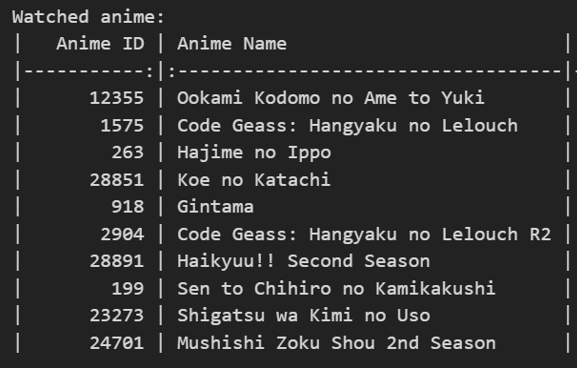 Watched anime:
| Anime ID | Anime Name |
|-----------:|:-----------------------------------|-
| 12355 | Ookami Kodomo no Ame to Yuki |
| 1575 | Code Geass: Hangyaku no Lelouch |
| 263 | Hajime no Ippo |
| 28851 | Koe no Katachi |
| 918 | Gintama |
| 2904 | Code Geass: Hangyaku no Lelouch R2 |
| 28891 | Haikyuu!! Second Season |
| 199 | Sen to Chihiro no Kamikakushi |
| 23273 | Shigatsu wa Kimi no Uso |
| 24701 | Mushishi Zoku Shou 2nd Season |